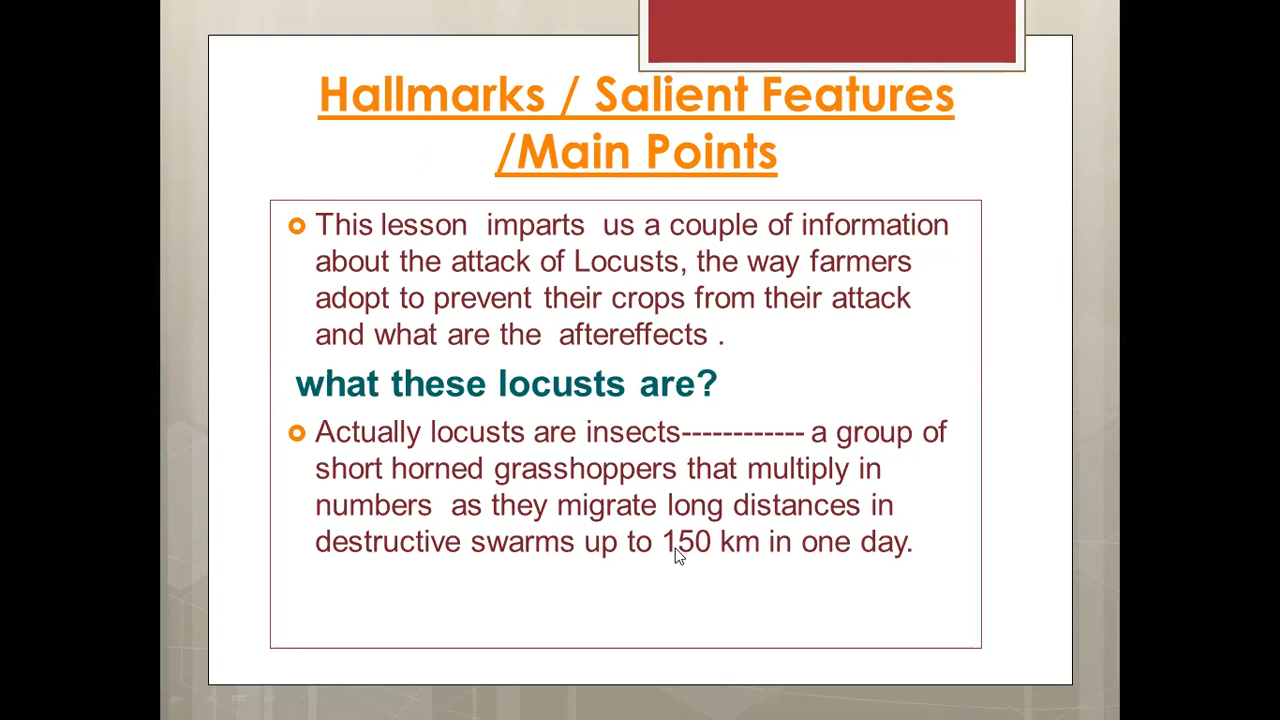 Hallmarks / Salient Features
/Main Points
This lesson imparts us a couple of information
about the attack of Locusts, the way farmers
adopt to prevent their crops from their attack
and what are the aftereffects .
what these locusts are?
Actually locusts are insects------------ a group of
short horned grasshoppers that multiply in
numbers as they migrate long distances in
destructive swarms up to 150 km in one day.